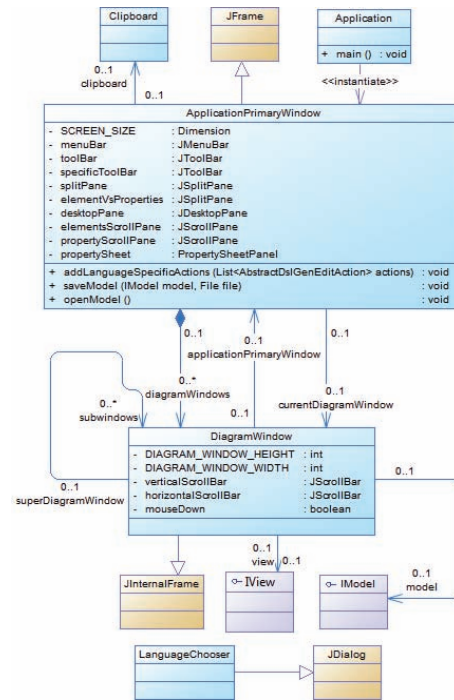 Clipboard
JFrame
Application
+ main () : void
0..1
clipboard
0..1
<<instantiate>>
ApplicationPrimaryWindow
- SCREEN_SIZE : Dimension
- menuBar : JMenuBar
- toolBar : JToolBar
- specificToolBar : JToolBar
- splitPane : JSplitPane
- elementVsProperties : JSplitPane
- desktopPane : JDesktopPane
- elementsScrollPane : JScrollPane
- propertyScrollPane : JScrollPane
- propertySheet : PropertySheetPanel
+ addLanguageSpecificActions (List<AbstractDslGenEditAction> actions) : void
+ saveModel (IModel model, File file) : void
+ openModel () : void
0..1
0..1
0..1
applicationPrimaryWindow
0..*
diagramWindows
0..*
subwindows
0..1
0..1
currentDiagramWindow
DiagramWindow
- DIAGRAM_WINDOW_HEIGHT : int
- DIAGRAM_WINDOW_WIDTH : int
- verticalScrollBar : JScrollBar
- horizontalScrollBar : JScrollBar
- mouseDown : boolean
0..1
superDiagramWindow
0..1
0..1
view
0..1
0..1
model
JInternalFrame
IView
IModel
LanguageChooser
JDialog